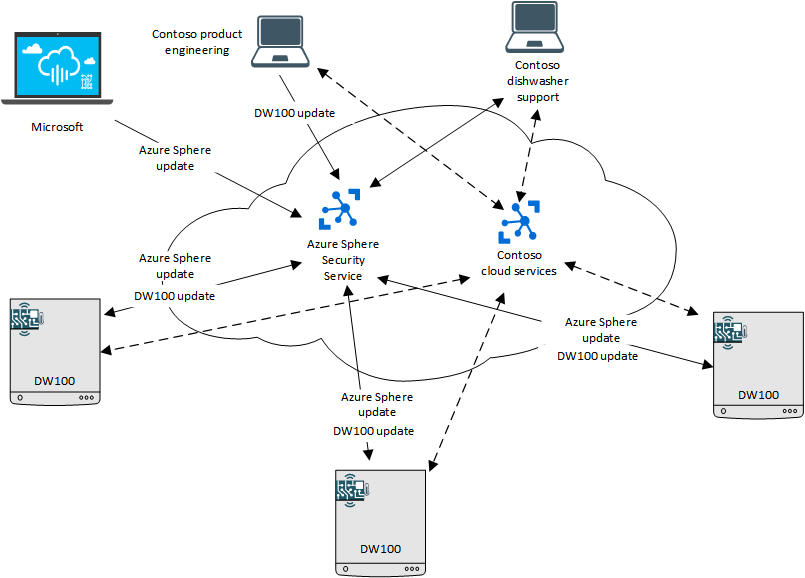 Contoso product
engineering
Contoso
dishwasher
support
Microsoft
DW100 update
Azure Sphere
update
Azure Sphere
Security
Service
Contoso
cloud services
Azure Sphere
update
DW100 update
Azure Sphere
update
DW100 update
Azure Sphere
update
DW100 update
DW100
DW100
DW100